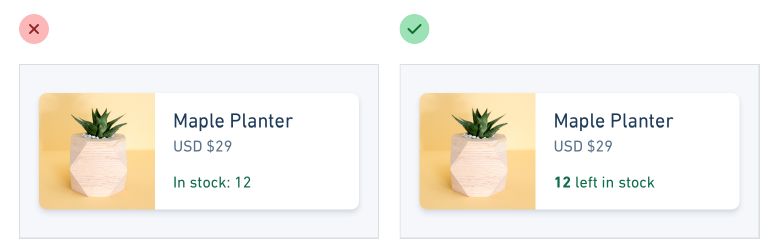 Maple Planter
USD $29
In stock: 12
Maple Planter
USD $29
12 left in stock